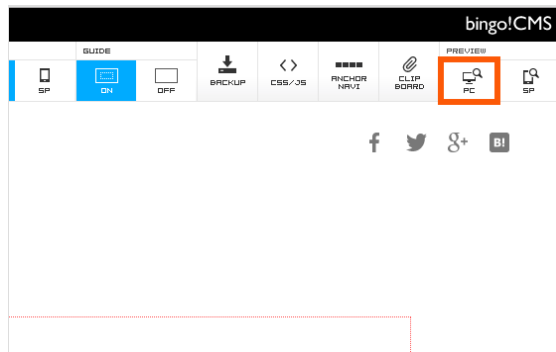 bingo!CMS
GUIDE
PREVIEW
SP
ON
OFF
BACKUP
CSS/JS
ANCHOR
NAVI
CLIP
BOARD
PC
SP
f
g+
B!